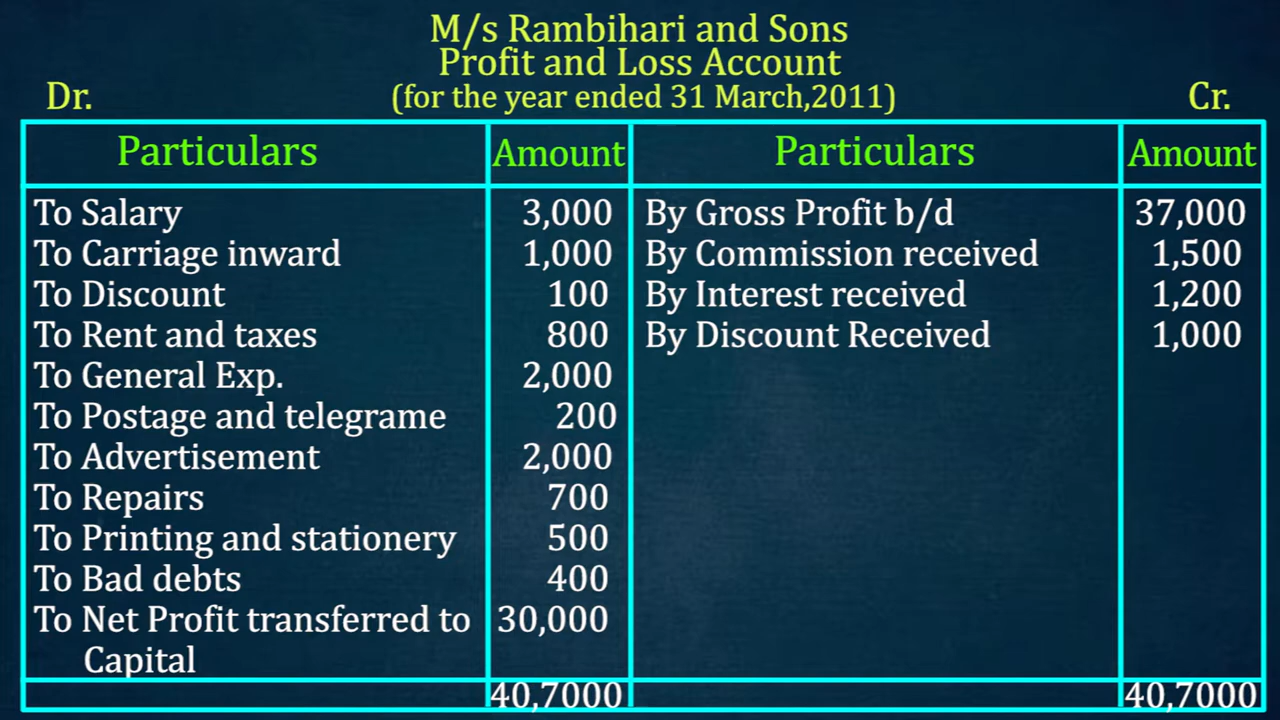 M/s Rambihari and Sons
Profit and Loss Account
Dr. (for the year ended 31 March,2011) Cr.
Particulars Amount Particulars Amount
To Salary 3,000 By Gross Profit b/d 37,000
To Carriage inward 1,000 By Commission received 1,500
To Discount 100 By Interest received 1,200
To Rent and taxes 800 By Discount Received 1,000
To General Exp. 2,000
To Postage and telegrame 200
To Advertisement 2,000
To Repairs 700
To Printing and stationery 500
To Bad debts 400
To Net Profit transferred to 30,000
Capital
40,7000 40,7000